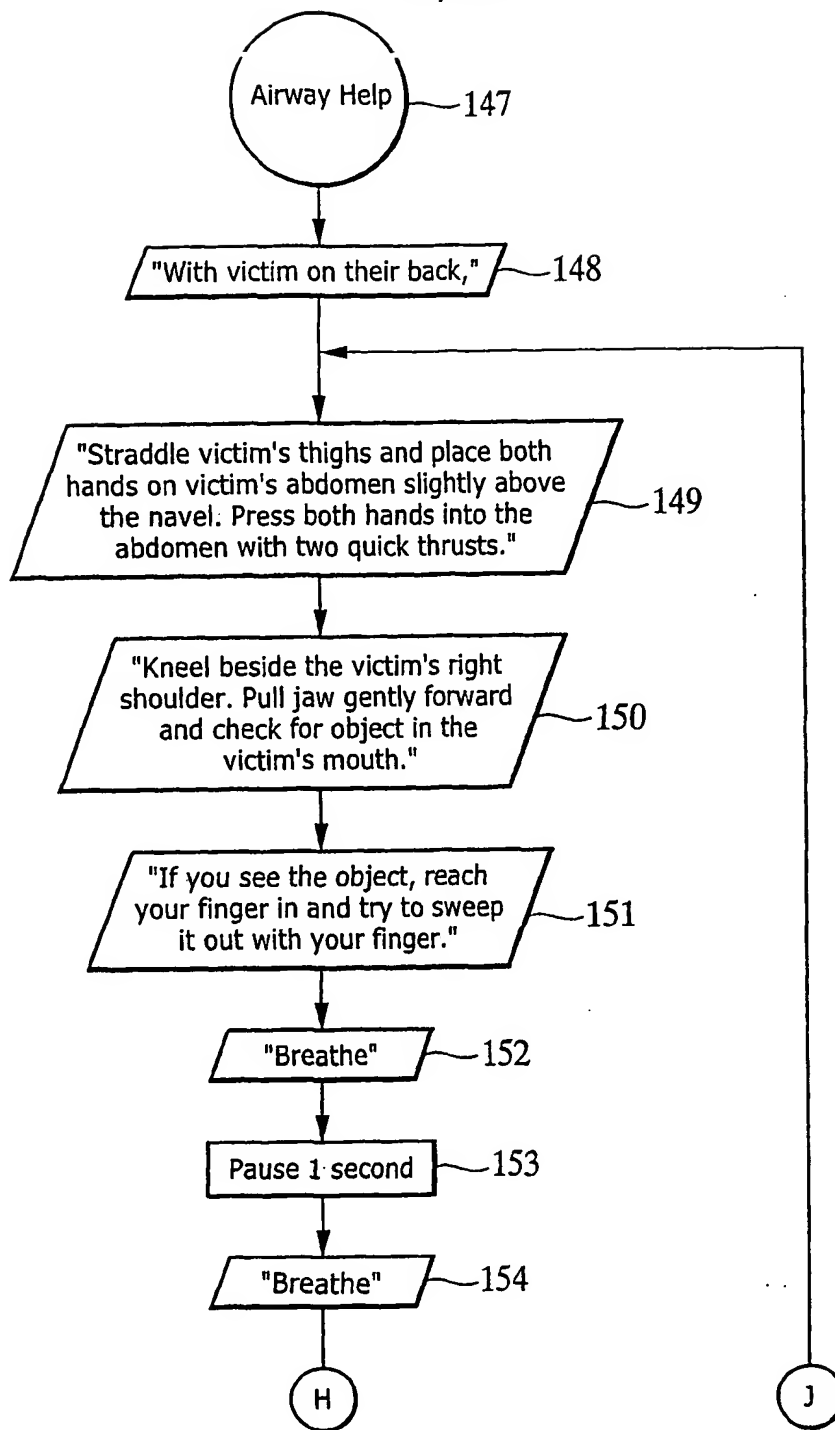 Airway Help
147
"With victim on their back,"
148
"Straddle victim's thighs and place both
hands on victim's abdomen slightly above
the navel. Press both hands into the
abdomen with two quick thrusts."
149
"Kneel beside the victim's right
shoulder. Pull jaw gently forward
and check for object in the
victim's mouth."
150
"If you see the object, reach
your finger in and try to sweep
it out with your finger."
151
"Breathe"
152
Pause 1 second
153
"Breathe"
154
H
J